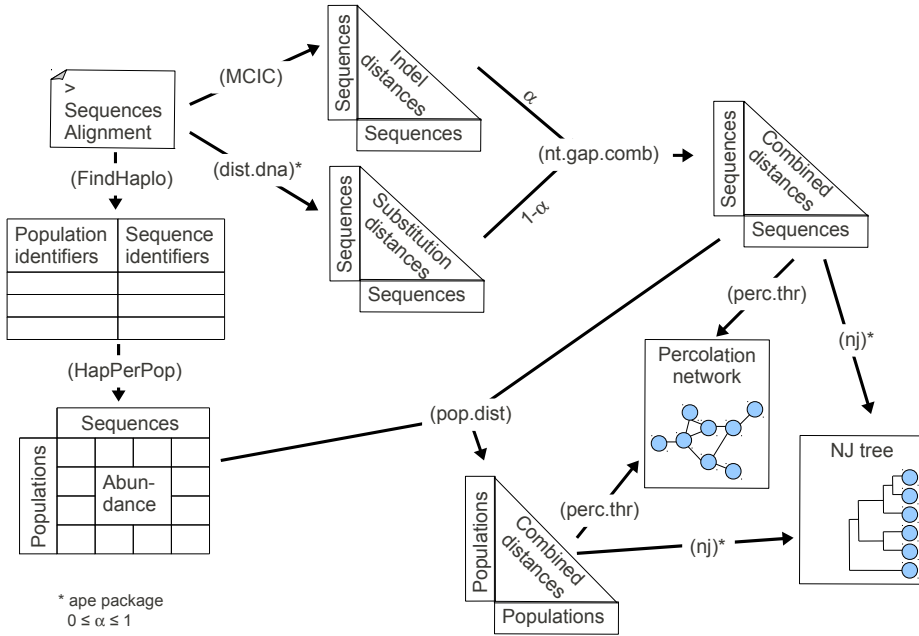 >
Sequences
Alignment
(MCIC)
(dist.dna)*
Sequences
Indel
distances
Sequences
Sequences
Substitution
distances
Sequences
α
1-α
(nt.gap.comb)
Sequences
Combined
distances
Sequences
(FindHaplo)
Population
identifiers
Sequence
identifiers
(HapPerPop)
Sequences
Populations
Abun-
dance
(pop.dist)
Populations
Combined
distances
Populations
(perc.thr)
(nj)*
Percolation
network
(perc.thr)
(nj)*
NJ tree
* ape package
0 ≤ α ≤ 1